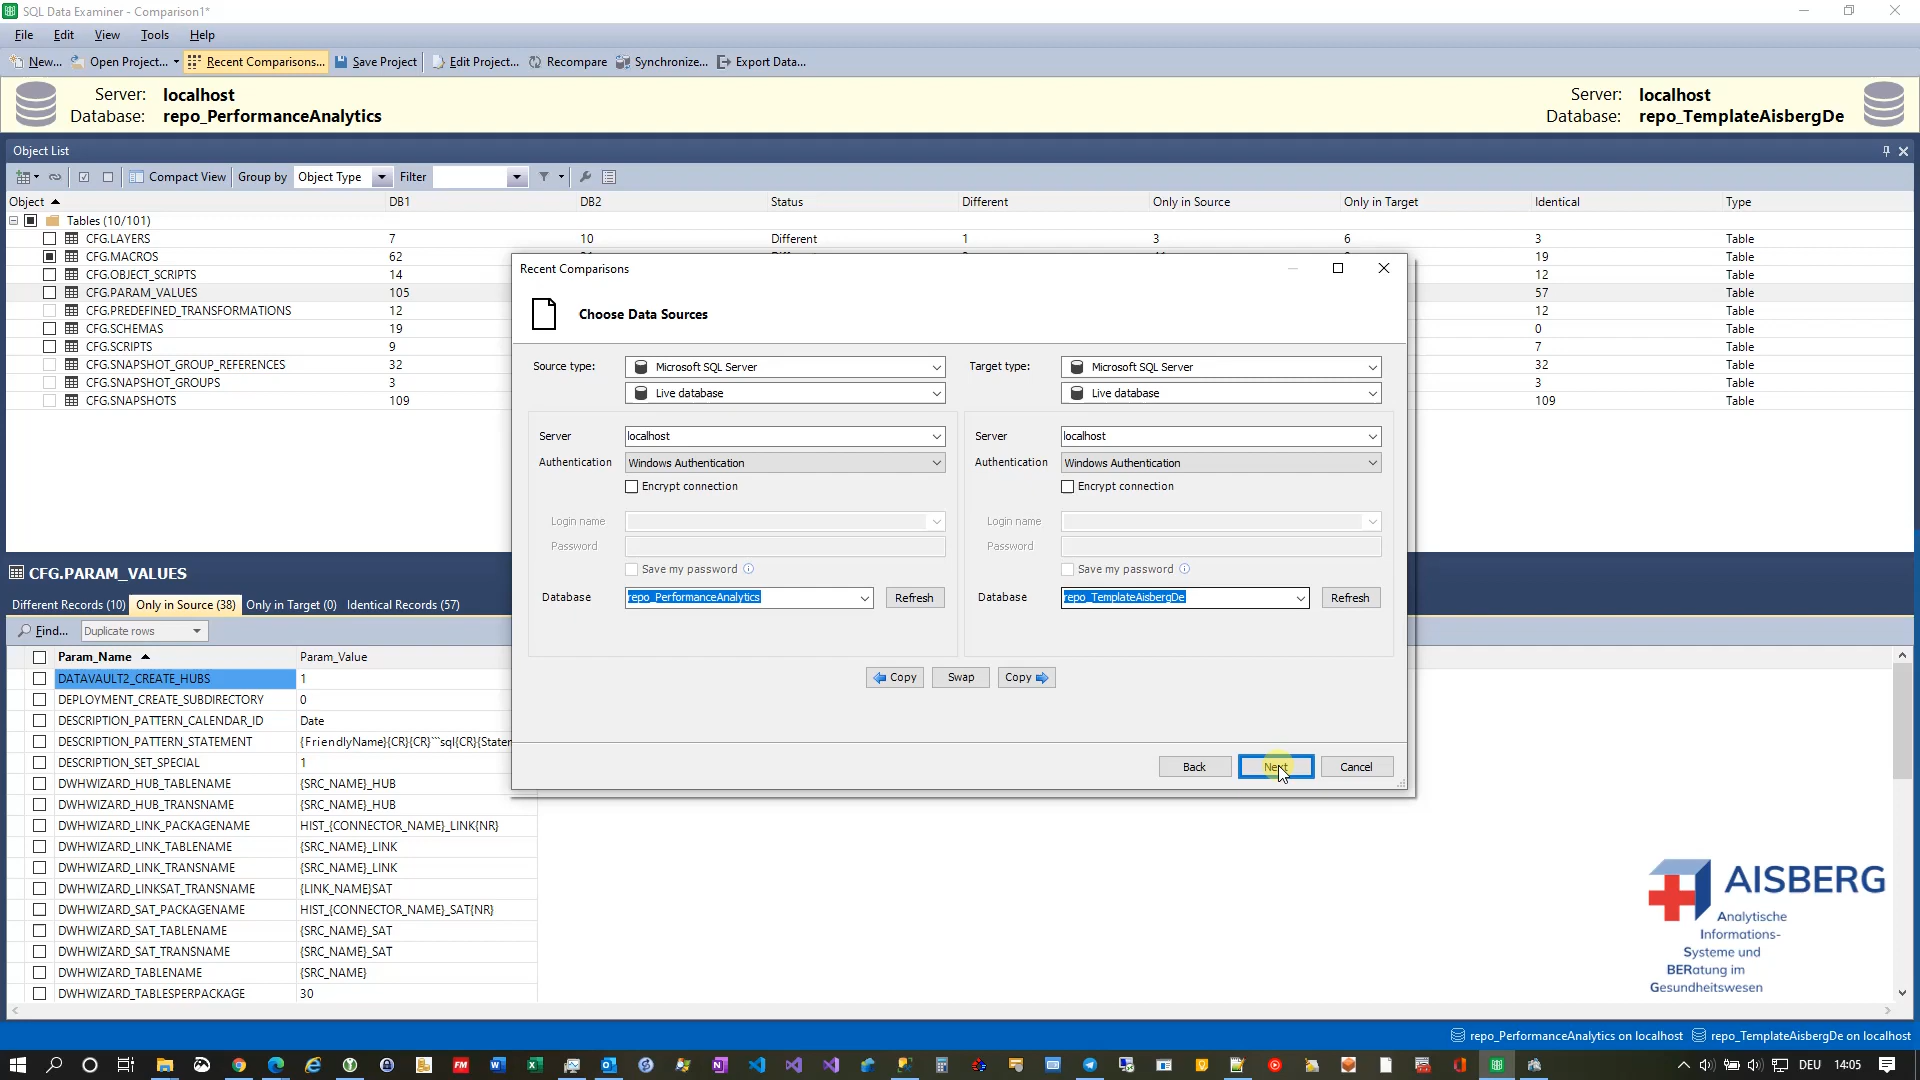 SQL Data Examiner - Comparison1*
File Edit View Tools Help
New... Open Project... Recent Comparisons... Save Project Edit Project... Recompare Synchronize... Export Data...
Server: localhost
Database: repo_PerformanceAnalytics
Server: localhost
Database: repo_TemplateAisbergDe
Object List
Compact View Group by Object Type Filter
Object DB1 DB2 Status Different Only in Source Only in Target Identical Type
Tables (10/101)
CFG.LAYERS 7 10 Different 1 3 6 3 Table
CFG.MACROS 62 19 Table
CFG.OBJECT_SCRIPTS 14 12 Table
CFG.PARAM_VALUES 105 57 Table
CFG.PREDEFINED_TRANSFORMATIONS 12 12 Table
CFG.SCHEMAS 19 0 Table
CFG.SCRIPTS 9 7 Table
CFG.SNAPSHOT_GROUP_REFERENCES 32 32 Table
CFG.SNAPSHOT_GROUPS 3 3 Table
CFG.SNAPSHOTS 109 109 Table
Recent Comparisons
Choose Data Sources
Source type: Microsoft SQL Server Target type: Microsoft SQL Server
Live database Live database
Server localhost Server localhost
Authentication Windows Authentication Authentication Windows Authentication
Encrypt connection Encrypt connection
Login name Login name
Password Password
Save my password Save my password
Database repo_PerformanceAnalytics Refresh Database repo_TemplateAisbergDe Refresh
Copy Swap Copy
Back Next Cancel
CFG.PARAM_VALUES
Different Records (10) Only in Source (38) Only in Target (0) Identical Records (57)
Find... Duplicate rows
Param_Name Param_Value
DATAVAULT2_CREATE_HUBS 1
DEPLOYMENT_CREATE_SUBDIRECTORY 0
DESCRIPTION_PATTERN_CALENDAR_ID Date
DESCRIPTION_PATTERN_STATEMENT {FriendlyName}{CR}{CR}```sql{CR}{Stater
DESCRIPTION_SET_SPECIAL 1
DWHWIZARD_HUB_TABLENAME {SRC_NAME}_HUB
DWHWIZARD_HUB_TRANSNAME {SRC_NAME}_HUB
DWHWIZARD_LINK_PACKAGENAME HIST_{CONNECTOR_NAME}_LINK{NR}
DWHWIZARD_LINK_TABLENAME {SRC_NAME}_LINK
DWHWIZARD_LINK_TRANSNAME {SRC_NAME}_LINK
DWHWIZARD_LINKSAT_TRANSNAME {LINK_NAME}SAT
DWHWIZARD_SAT_PACKAGENAME HIST_{CONNECTOR_NAME}_SAT{NR}
DWHWIZARD_SAT_TABLENAME {SRC_NAME}_SAT
DWHWIZARD_SAT_TRANSNAME {SRC_NAME}_SAT
DWHWIZARD_TABLENAME {SRC_NAME}
DWHWIZARD_TABLESPERPACKAGE 30
AISBERG
Analytische
Informations-
Systeme und
BERatung im
Gesundheitswesen
repo_PerformanceAnalytics on localhost repo_TemplateAisbergDe on localhost
DEU 14:05